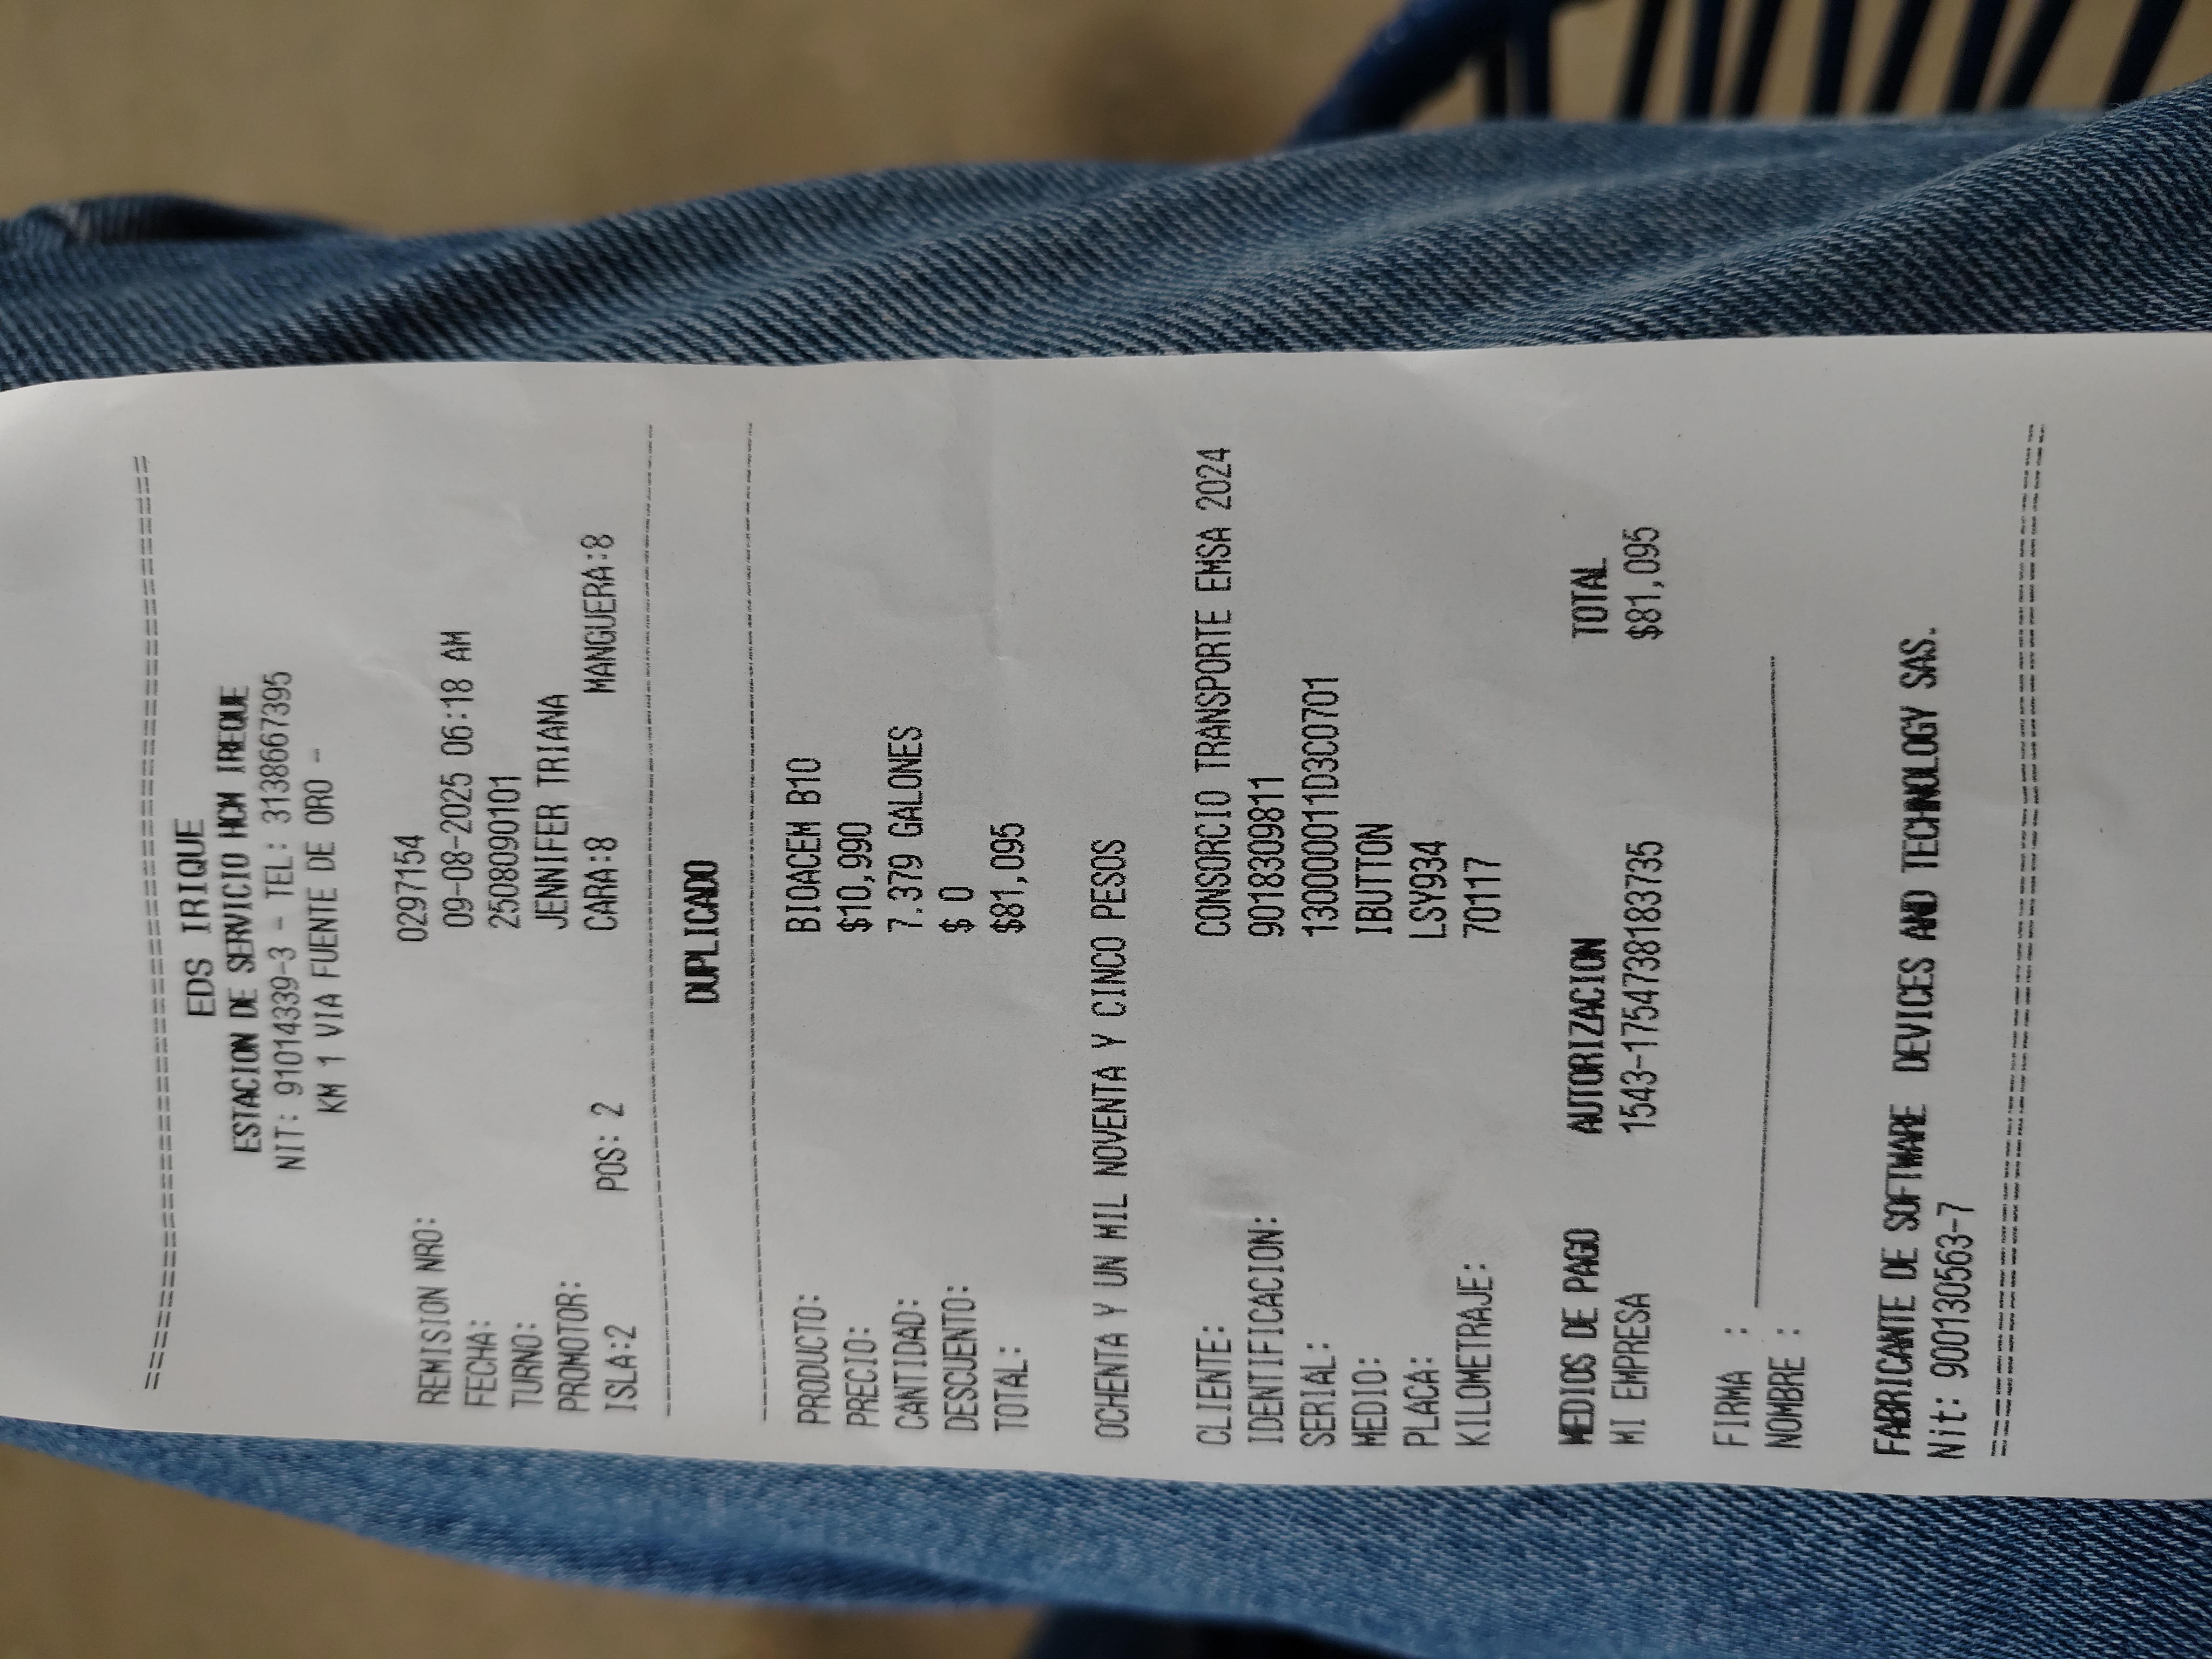 ================================================
EDS IRIQUE
ESTACION DE SERVICIO HCM IREQUE
NIT: 91014339-3 - TEL: 3138667395
KM 1 VIA FUENTE DE ORO -
REMISION NRO: 0297154
FECHA: 09-08-2025 06:18 AM
TURNO: 2508090101
PROMOTOR: JENNIFER TRIANA
ISLA:2 POS: 2 CARA:8 MANGUERA:8
DUPLICADO
PRODUCTO: BIOACEM B10
PRECIO: $10,990
CANTIDAD: 7.379 GALONES
DESCUENTO: $ 0
TOTAL: $81,095
OCHENTA Y UN MIL NOVENTA Y CINCO PESOS
CLIENTE: CONSORCIO TRANSPORTE EMSA 2024
IDENTIFICACION: 9018309811
SERIAL: 1300000011D3C0701
MEDIO: IBUTTON
PLACA: LSY934
KILOMETRAJE: 70117
MEDIOS DE PAGO AUTORIZACION TOTAL
MI EMPRESA 1543-1754738183735 $81,095
FIRMA :
NOMBRE :
FABRICANTE DE SOFTWARE DEVICES AND TECHNOLOGY SAS.
Nit: 900130563-7
================================================